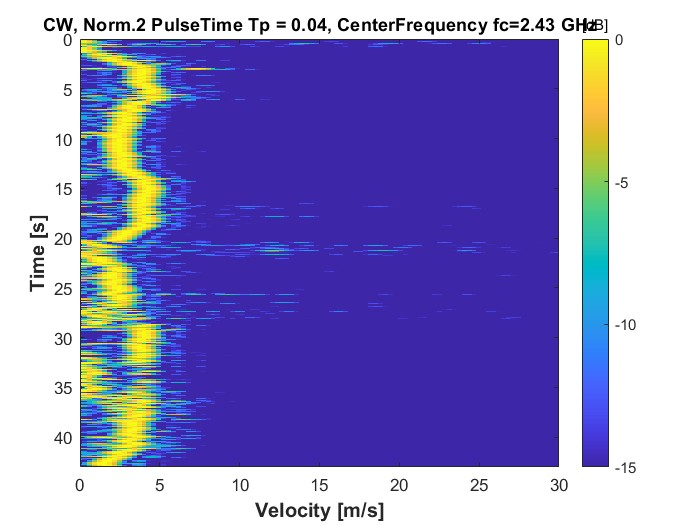 CW, Norm.2 PulseTime Tp = 0.04, CenterFrequency fc=2.43 GHz
[dB]
0
-5
-10
-15
Time [s]
0
5
10
15
20
25
30
35
40
0 5 10 15 20 25 30
Velocity [m/s]